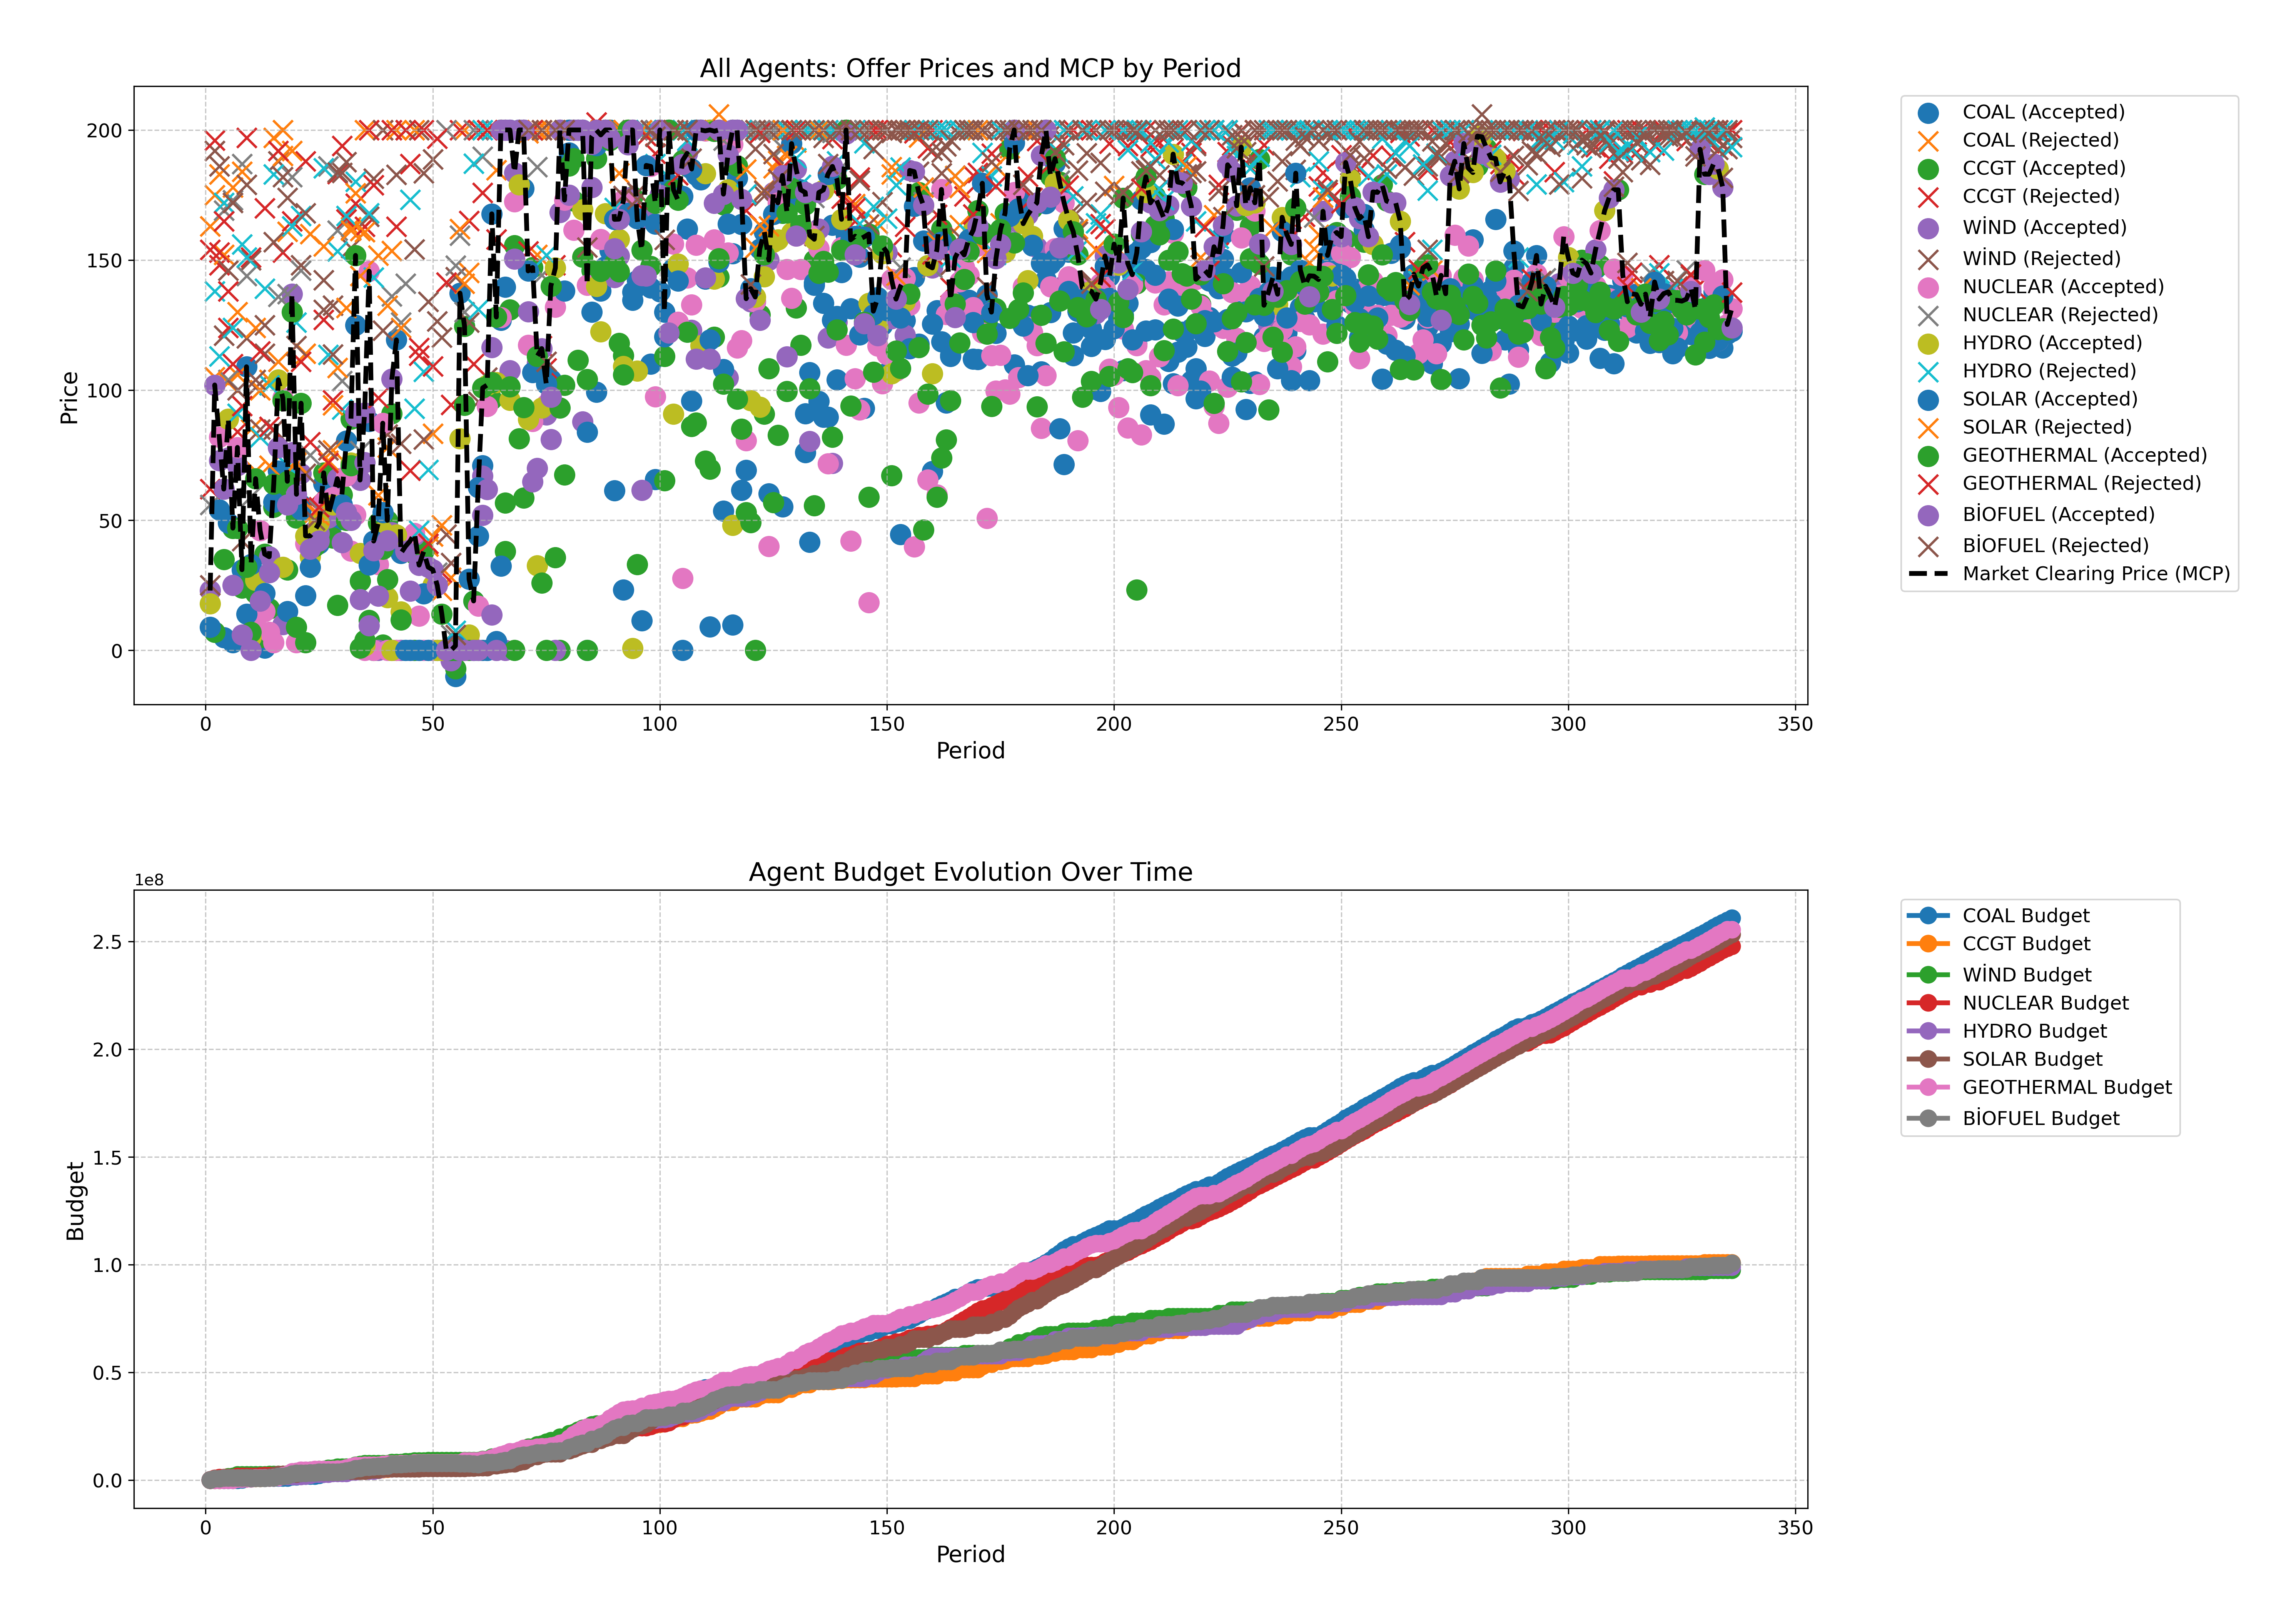 All Agents: Offer Prices and MCP by Period
200
150
100
50
0
Price
0 50 100 150 200 250 300 350
Period
COAL (Accepted)
COAL (Rejected)
CCGT (Accepted)
CCGT (Rejected)
WİND (Accepted)
WİND (Rejected)
NUCLEAR (Accepted)
NUCLEAR (Rejected)
HYDRO (Accepted)
HYDRO (Rejected)
SOLAR (Accepted)
SOLAR (Rejected)
GEOTHERMAL (Accepted)
GEOTHERMAL (Rejected)
BİOFUEL (Accepted)
BİOFUEL (Rejected)
Market Clearing Price (MCP)
Agent Budget Evolution Over Time
1e8
2.5
2.0
1.5
1.0
0.5
0.0
Budget
0 50 100 150 200 250 300 350
Period
COAL Budget
CCGT Budget
WİND Budget
NUCLEAR Budget
HYDRO Budget
SOLAR Budget
GEOTHERMAL Budget
BİOFUEL Budget